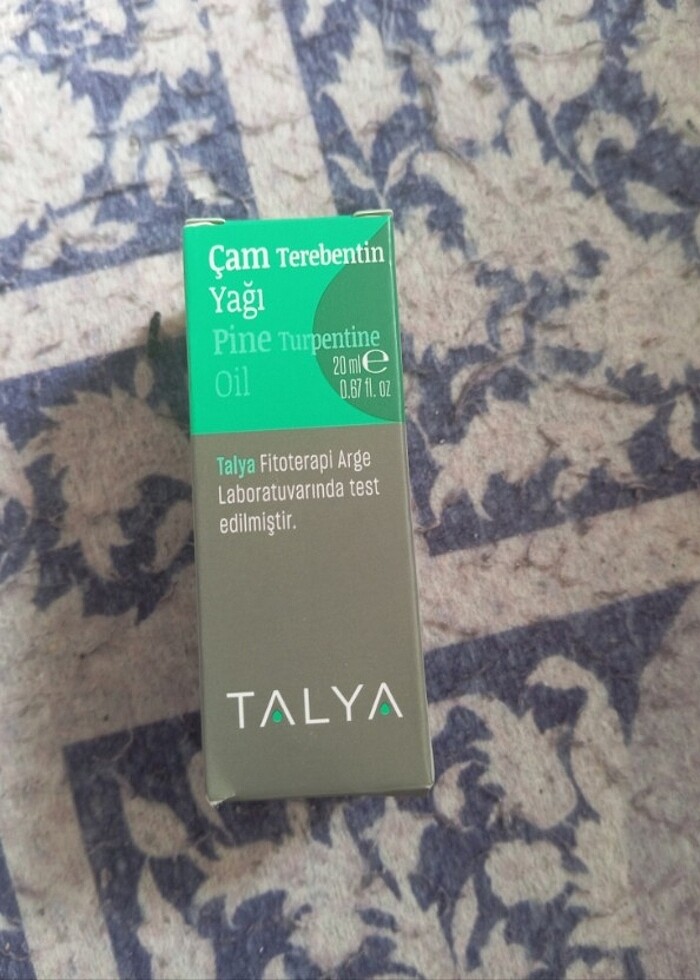 Çam Terebentin
Yağı
Pine Turpentine
Oil
20 ml e
0.67 fl. oz
Talya Fitoterapi Arge
Laboratuvarında test
edilmiştir.
TALYA